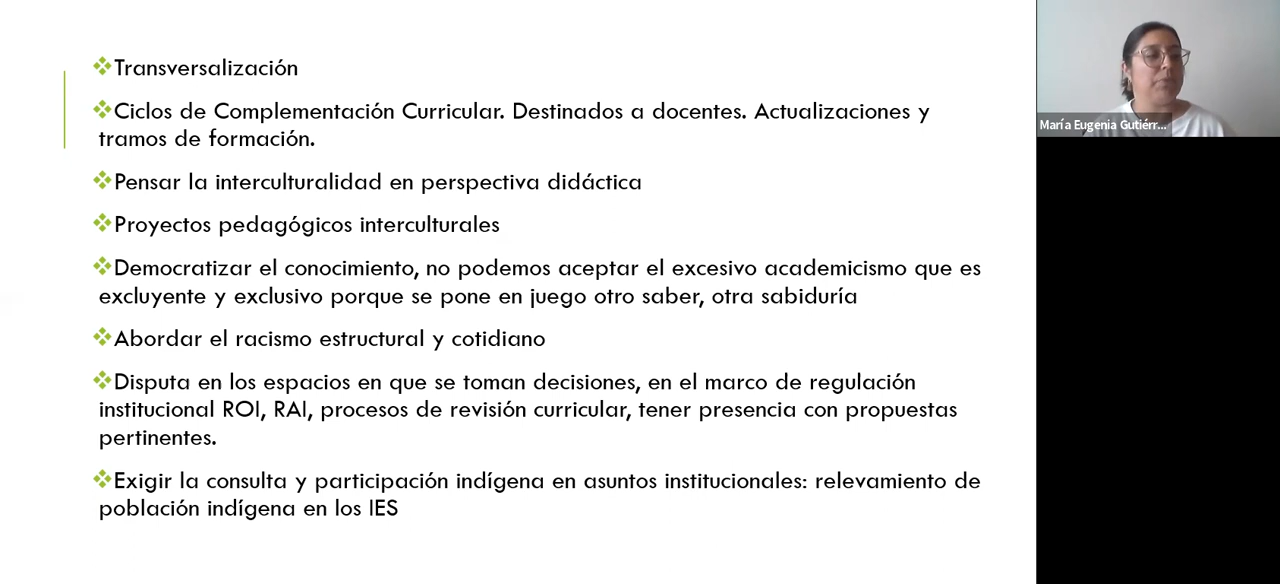 Transversalización
Ciclos de Complementación Curricular. Destinados a docentes. Actualizaciones y
tramos de formación.
Pensar la interculturalidad en perspectiva didáctica
Proyectos pedagógicos interculturales
Democratizar el conocimiento, no podemos aceptar el excesivo academicismo que es
excluyente y exclusivo porque se pone en juego otro saber, otra sabiduría
Abordar el racismo estructural y cotidiano
Disputa en los espacios en que se toman decisiones, en el marco de regulación
institucional ROI, RAI, procesos de revisión curricular, tener presencia con propuestas
pertinentes.
Exigir la consulta y participación indígena en asuntos institucionales: relevamiento de
población indígena en los IES
María Eugenia Gutiérr...